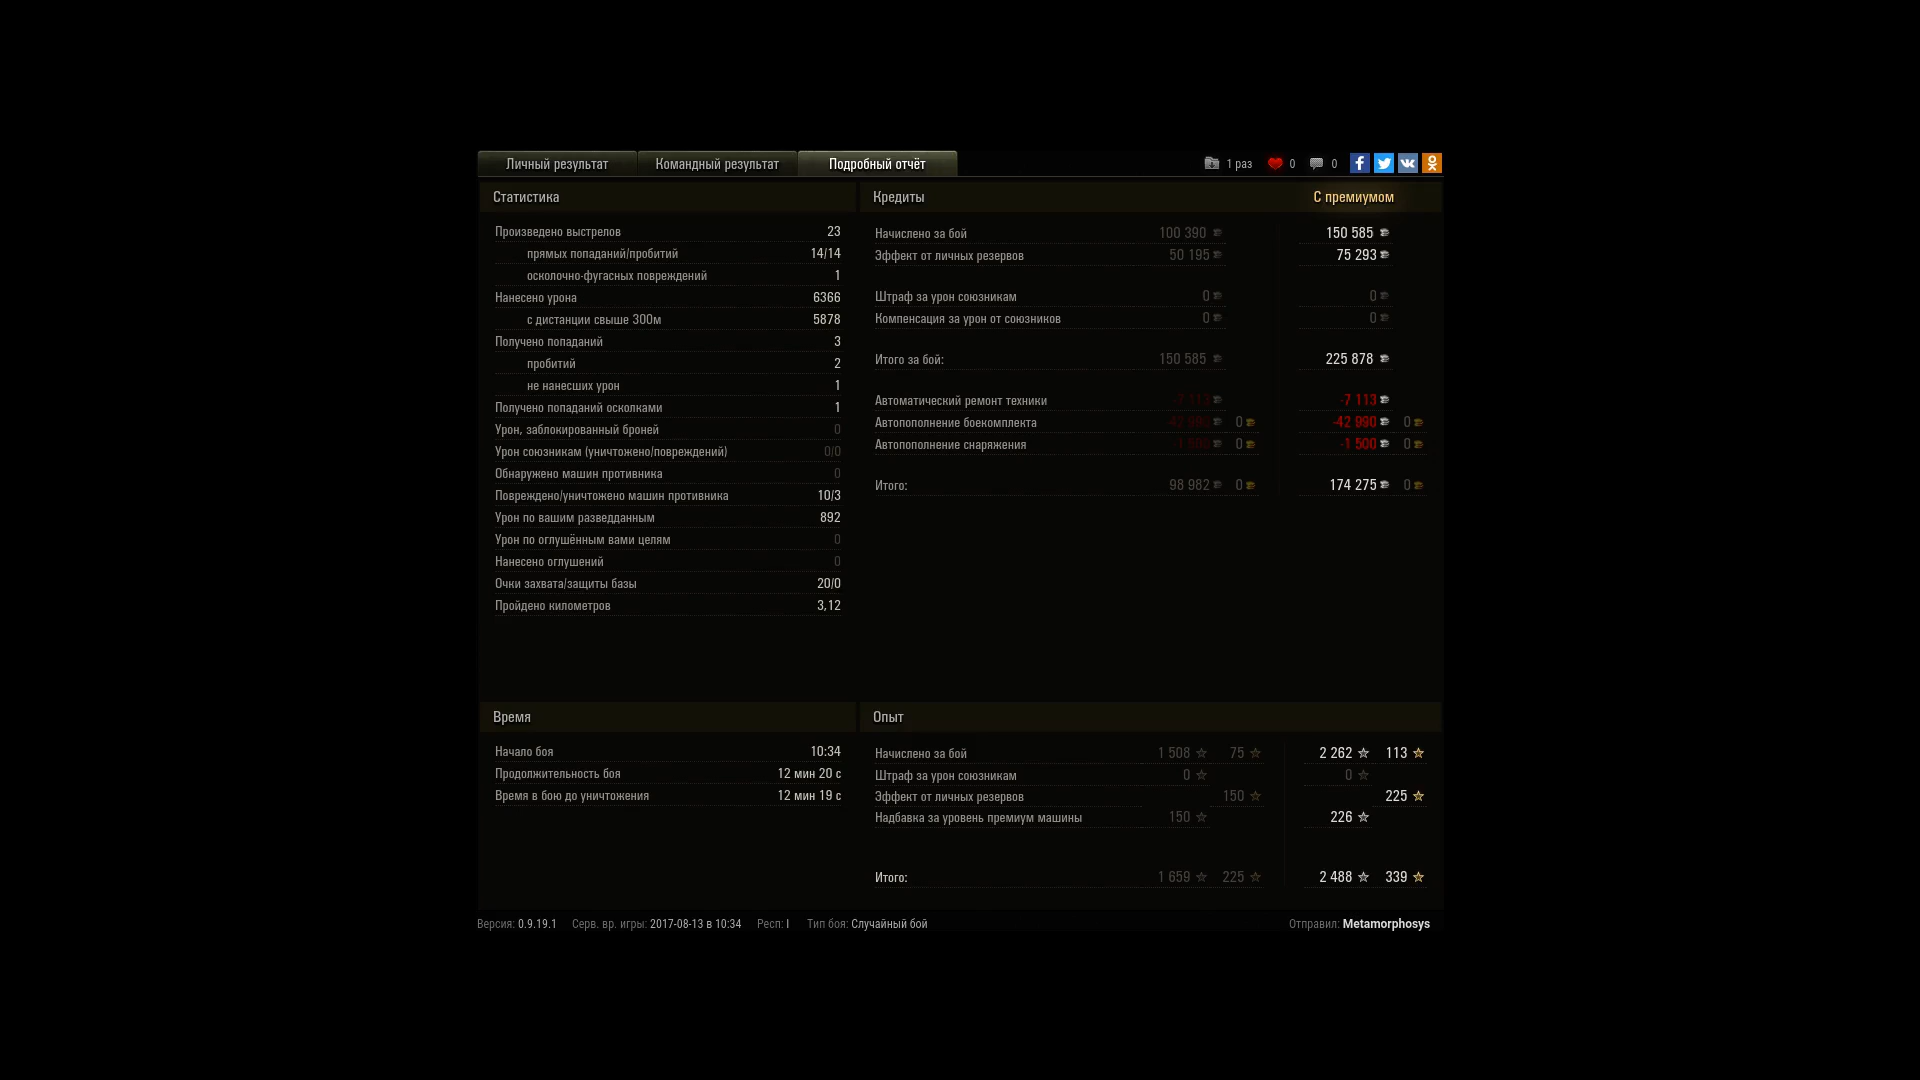 Личный результат Командный результат Подробный отчёт 1 раз 0 0
Статистика
Произведено выстрелов 23
прямых попаданий/пробитий 14/14
осколочно-фугасных повреждений 1
Нанесено урона 6366
с дистанции свыше 300м 5878
Получено попаданий 3
пробитий 2
не нанесших урон 1
Получено попаданий осколками 1
Урон, заблокированный броней 0
Урон союзникам (уничтожено/повреждений) 0/0
Обнаружено машин противника 0
Повреждено/уничтожено машин противника 10/3
Урон по вашим разведданным 892
Урон по оглушённым вами целям 0
Нанесено оглушений 0
Очки захвата/защиты базы 20/0
Пройдено километров 3,12
Кредиты С премиумом
Начислено за бой 100 390 150 585
Эффект от личных резервов 50 195 75 293
Штраф за урон союзникам 0 0
Компенсация за урон от союзников 0 0
Итого за бой: 150 585 225 878
Автоматический ремонт техники -7 113 -7 113
Автопополнение боекомплекта -42 990 0 -42 990 0
Автопополнение снаряжения -1 500 0 -1 500 0
Итого: 98 982 0 174 275 0
Время
Начало боя 10:34
Продолжительность боя 12 мин 20 с
Время в бою до уничтожения 12 мин 19 с
Опыт
Начислено за бой 1 508 75 2 262 113
Штраф за урон союзникам 0 0
Эффект от личных резервов 150 225
Надбавка за уровень премиум машины 150 226
Итого: 1 659 225 2 488 339
Версия: 0.9.19.1 Серв. вр. игры: 2017-08-13 в 10:34 Респ: I Тип боя: Случайный бой Отправил: Metamorphosys